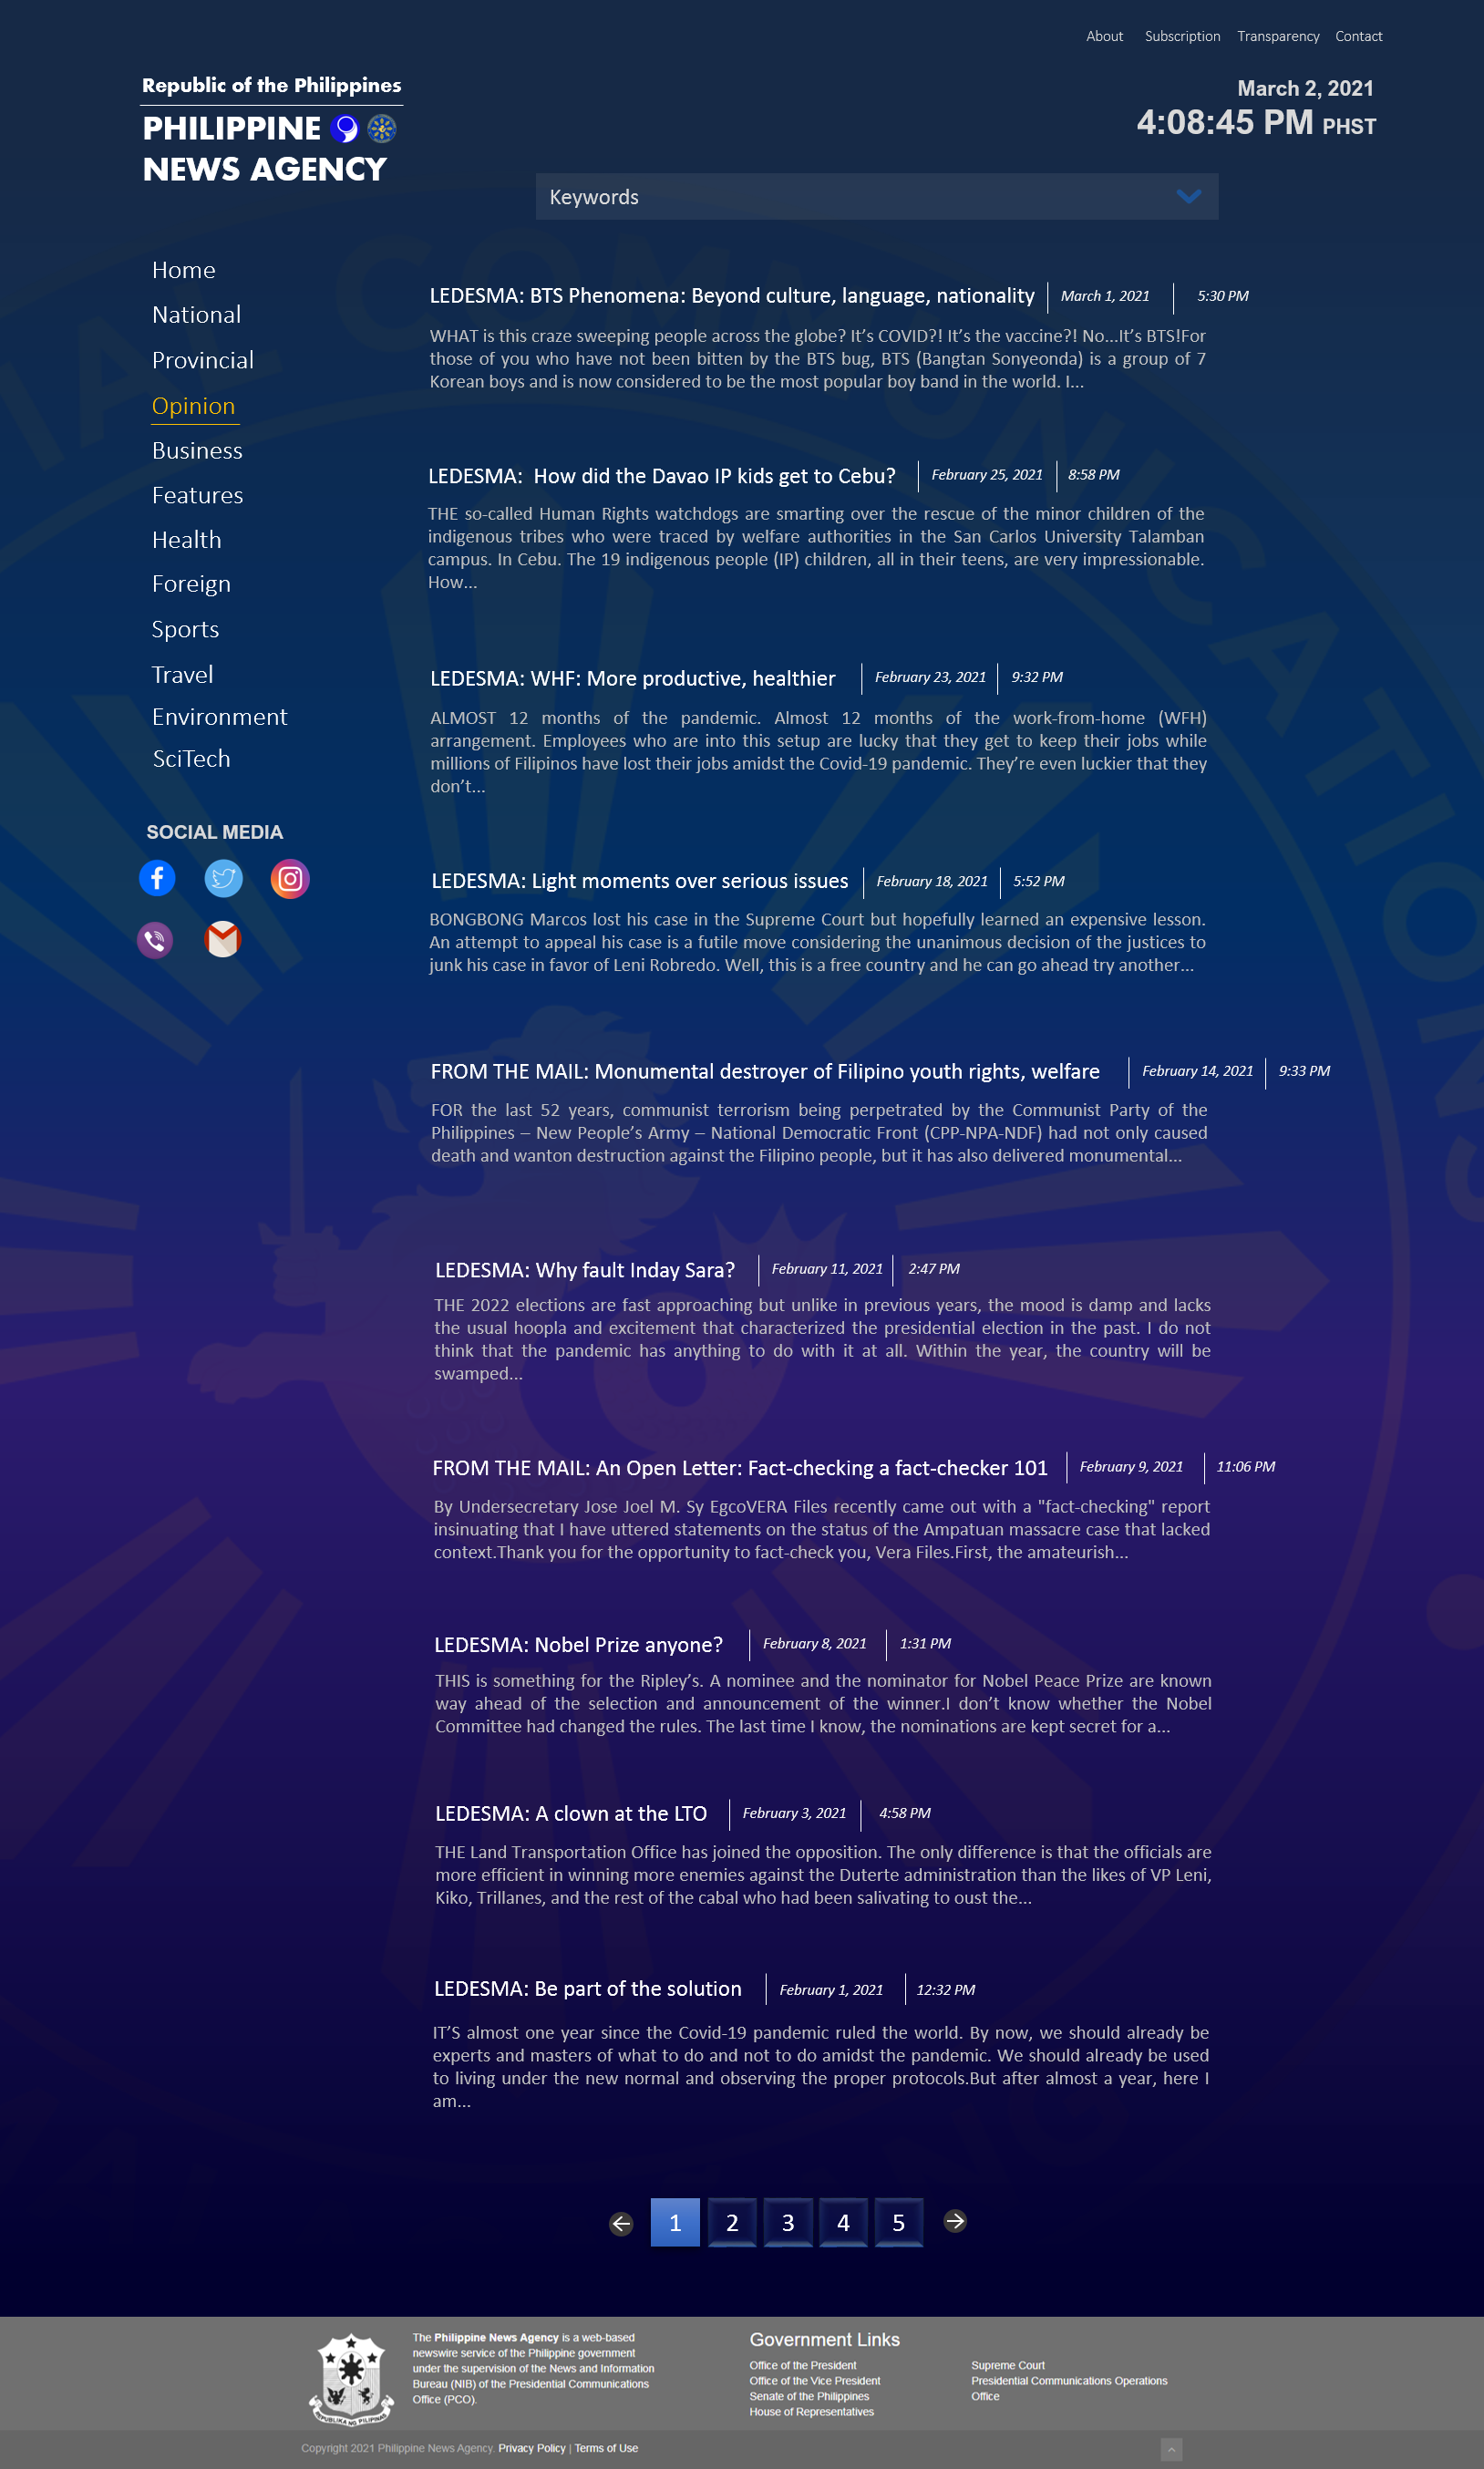 About Subscription Transparency Contact
Republic of the Philippines
PHILIPPINE
NEWS AGENCY
March 2, 2021
4:08:45 PM PHST
Keywords
Home
National
Provincial
Opinion
Business
Features
Health
Foreign
Sports
Travel
Environment
SciTech
SOCIAL MEDIA
LEDESMA: BTS Phenomena: Beyond culture, language, nationality March 1, 2021 5:30 PM
WHAT is this craze sweeping people across the globe? It's COVID?! It's the vaccine?! No...It's BTS!For
those of you who have not been bitten by the BTS bug, BTS (Bangtan Sonyeonda) is a group of 7
Korean boys and is now considered to be the most popular boy band in the world. I...
LEDESMA: How did the Davao IP kids get to Cebu? February 25, 2021 8:58 PM
THE so-called Human Rights watchdogs are smarting over the rescue of the minor children of the
indigenous tribes who were traced by welfare authorities in the San Carlos University Talamban
campus. In Cebu. The 19 indigenous people (IP) children, all in their teens, are very impressionable.
How...
LEDESMA: WHF: More productive, healthier February 23, 2021 9:32 PM
ALMOST 12 months of the pandemic. Almost 12 months of the work-from-home (WFH)
arrangement. Employees who are into this setup are lucky that they get to keep their jobs while
millions of Filipinos have lost their jobs amidst the Covid-19 pandemic. They're even luckier that they
don't...
LEDESMA: Light moments over serious issues February 18, 2021 5:52 PM
BONGBONG Marcos lost his case in the Supreme Court but hopefully learned an expensive lesson.
An attempt to appeal his case is a futile move considering the unanimous decision of the justices to
junk his case in favor of Leni Robredo. Well, this is a free country and he can go ahead try another...
FROM THE MAIL: Monumental destroyer of Filipino youth rights, welfare February 14, 2021 9:33 PM
FOR the last 52 years, communist terrorism being perpetrated by the Communist Party of the
Philippines – New People's Army – National Democratic Front (CPP-NPA-NDF) had not only caused
death and wanton destruction against the Filipino people, but it has also delivered monumental...
LEDESMA: Why fault Inday Sara? February 11, 2021 2:47 PM
THE 2022 elections are fast approaching but unlike in previous years, the mood is damp and lacks
the usual hoopla and excitement that characterized the presidential election in the past. I do not
think that the pandemic has anything to do with it at all. Within the year, the country will be
swamped...
FROM THE MAIL: An Open Letter: Fact-checking a fact-checker 101 February 9, 2021 11:06 PM
By Undersecretary Jose Joel M. Sy EgcoVERA Files recently came out with a "fact-checking" report
insinuating that I have uttered statements on the status of the Ampatuan massacre case that lacked
context.Thank you for the opportunity to fact-check you, Vera Files.First, the amateurish...
LEDESMA: Nobel Prize anyone? February 8, 2021 1:31 PM
THIS is something for the Ripley's. A nominee and the nominator for Nobel Peace Prize are known
way ahead of the selection and announcement of the winner.I don't know whether the Nobel
Committee had changed the rules. The last time I know, the nominations are kept secret for a...
LEDESMA: A clown at the LTO February 3, 2021 4:58 PM
THE Land Transportation Office has joined the opposition. The only difference is that the officials are
more efficient in winning more enemies against the Duterte administration than the likes of VP Leni,
Kiko, Trillanes, and the rest of the cabal who had been salivating to oust the...
LEDESMA: Be part of the solution February 1, 2021 12:32 PM
IT'S almost one year since the Covid-19 pandemic ruled the world. By now, we should already be
experts and masters of what to do and not to do amidst the pandemic. We should already be used
to living under the new normal and observing the proper protocols.But after almost a year, here I
am...
1 2 3 4 5
The Philippine News Agency is a web-based
newswire service of the Philippine government
under the supervision of the News and Information
Bureau (NIB) of the Presidential Communications
Office (PCO).
REPUBLIKA NG PILIPINAS
Government Links
Office of the President
Office of the Vice President
Senate of the Philippines
House of Representatives
Supreme Court
Presidential Communications Operations
Office
Copyright 2021 Philippine News Agency. Privacy Policy | Terms of Use